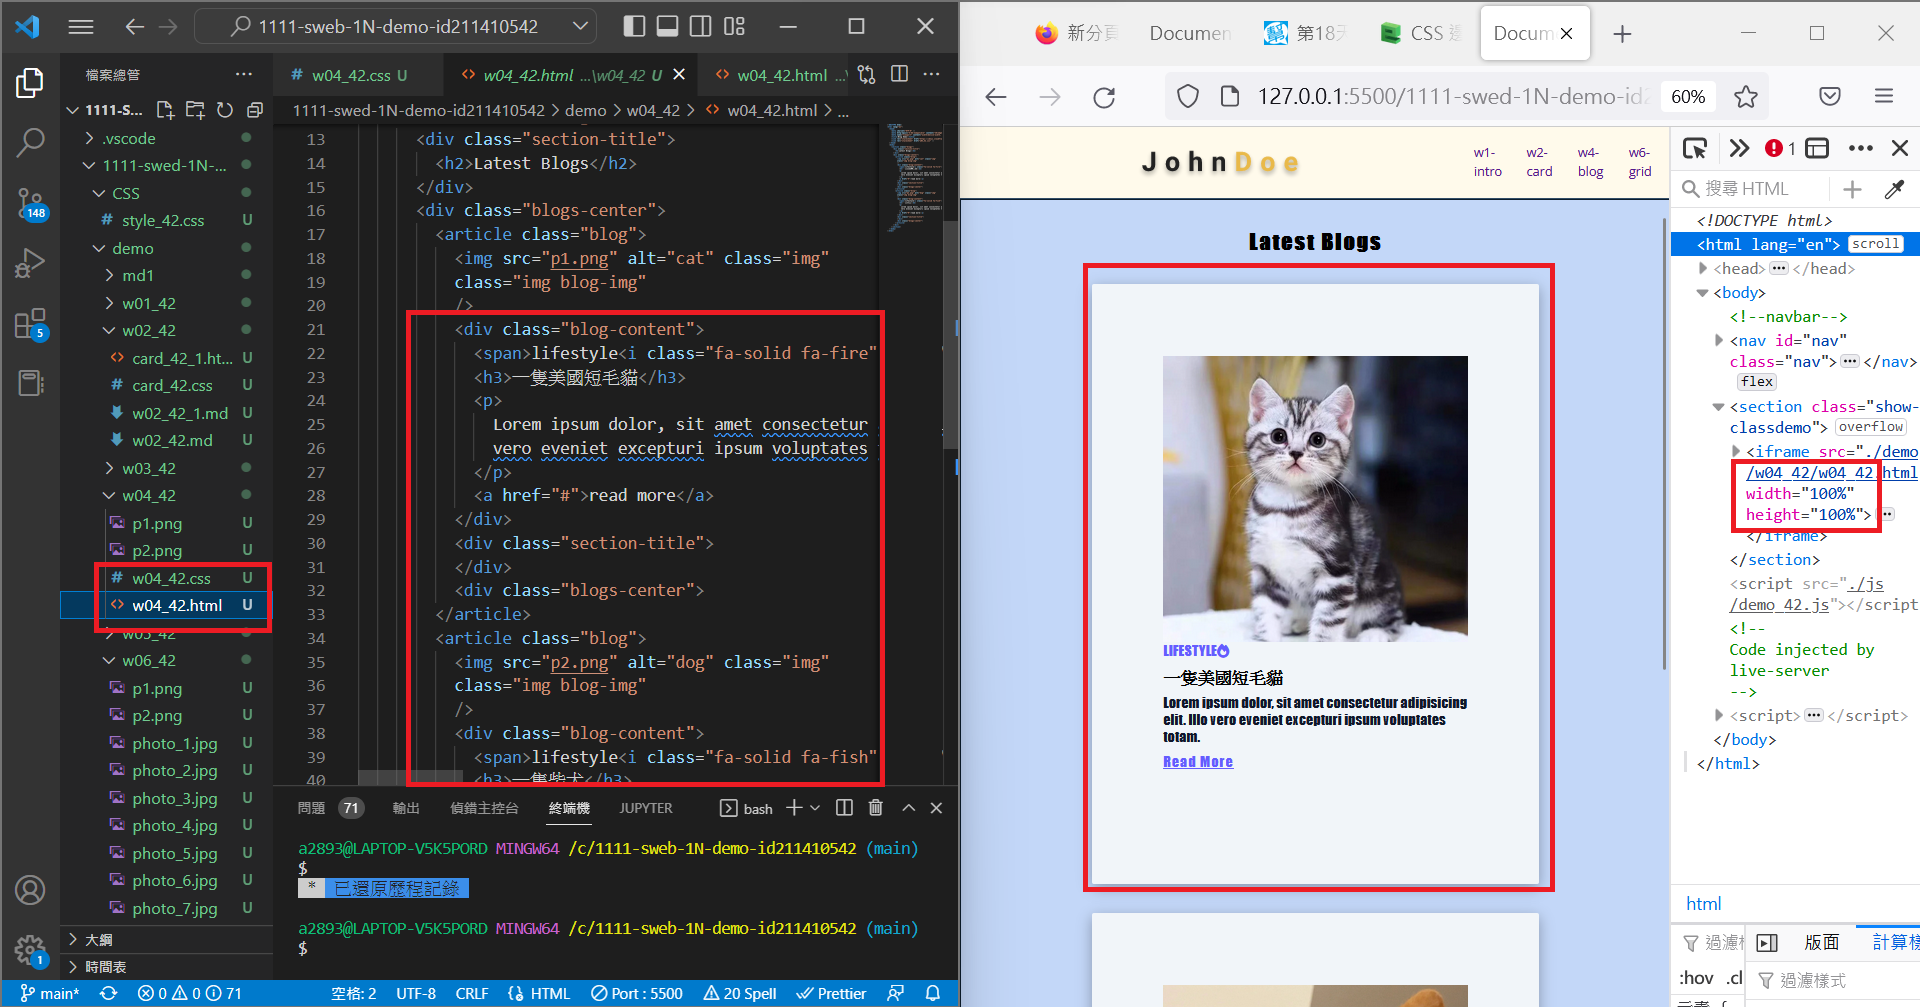 1111-sweb-1N-demo-id211410542
檔案總管
1111-S...
.vscode
1111-swed-1N-...
CSS
# style_42.css U
demo
md1
w01_42
w02_42
<> card_42_1.ht... U
# card_42.css U
w02_42_1.md U
w02_42.md U
w03_42
w04_42
p1.png U
p2.png U
# w04_42.css U
<> w04_42.html U
w05_42
w06_42
p1.png U
p2.png U
photo_1.jpg U
photo_2.jpg U
photo_3.jpg U
photo_4.jpg U
photo_5.jpg U
photo_6.jpg U
photo_7.jpg U
大綱
時間表
148
5
1
# w04_42.css U
<> w04_42.html ...\w04_42 U
<> w04_42.html ...\
1111-swed-1N-demo-id211410542 > demo > w04_42 > <> w04_42.html > ...
13 <div class="section-title">
14 <h2>Latest Blogs</h2>
15 </div>
16 <div class="blogs-center">
17 <article class="blog">
18 <img src="p1.png" alt="cat" class="img"
19 class="img blog-img"
20 />
21 <div class="blog-content">
22 <span>lifestyle<i class="fa-solid fa-fire"
23 <h3>一隻美國短毛貓</h3>
24 <p>
25 Lorem ipsum dolor, sit amet consectetur
26 vero eveniet excepturi ipsum voluptates
27 </p>
28 <a href="#">read more</a>
29 </div>
30 <div class="section-title">
31 </div>
32 <div class="blogs-center">
33 </article>
34 <article class="blog">
35 <img src="p2.png" alt="dog" class="img"
36 class="img blog-img"
37 />
38 <div class="blog-content">
39 <span>lifestyle<i class="fa-solid fa-fish"
40 <h3>一隻柴犬</h3>
問題 71 輸出 偵錯主控台 終端機 JUPYTER bash
a2893@LAPTOP-V5K5PORD MINGW64 /c/1111-sweb-1N-demo-id211410542 (main)
$
* 已還原歷程記錄
a2893@LAPTOP-V5K5PORD MINGW64 /c/1111-sweb-1N-demo-id211410542 (main)
$
main* 0 0 71 空格: 2 UTF-8 CRLF HTML Port : 5500 20 Spell Prettier
新分頁 Documen 第18天 CSS Docum
127.0.0.1:5500/1111-swed-1N-demo-id2 60%
JohnDoe
w1-intro
w2-card
w4-blog
w6-grid
Latest Blogs
LIFESTYLE
一隻美國短毛貓
Lorem ipsum dolor, sit amet consectetur adipisicing
elit. Illo vero eveniet excepturi ipsum voluptates
totam.
Read More
1
搜尋 HTML
<!DOCTYPE html>
<html lang="en"> scroll
<head> ... </head>
<body>
<!--navbar-->
<nav id="nav"
class="nav"> ... </nav>
flex
<section class="show-
classdemo"> overflow
<iframe src="./demo
/w04_42/w04_42.html
width="100%"
height="100%"> ...
</iframe>
</section>
<script src="./js
/demo_42.js"></script
<!--
Code injected by
live-server
-->
<script> ... </script>
</body>
</html>
html
過濾 版面 計算樣
:hov .cl 過濾樣式